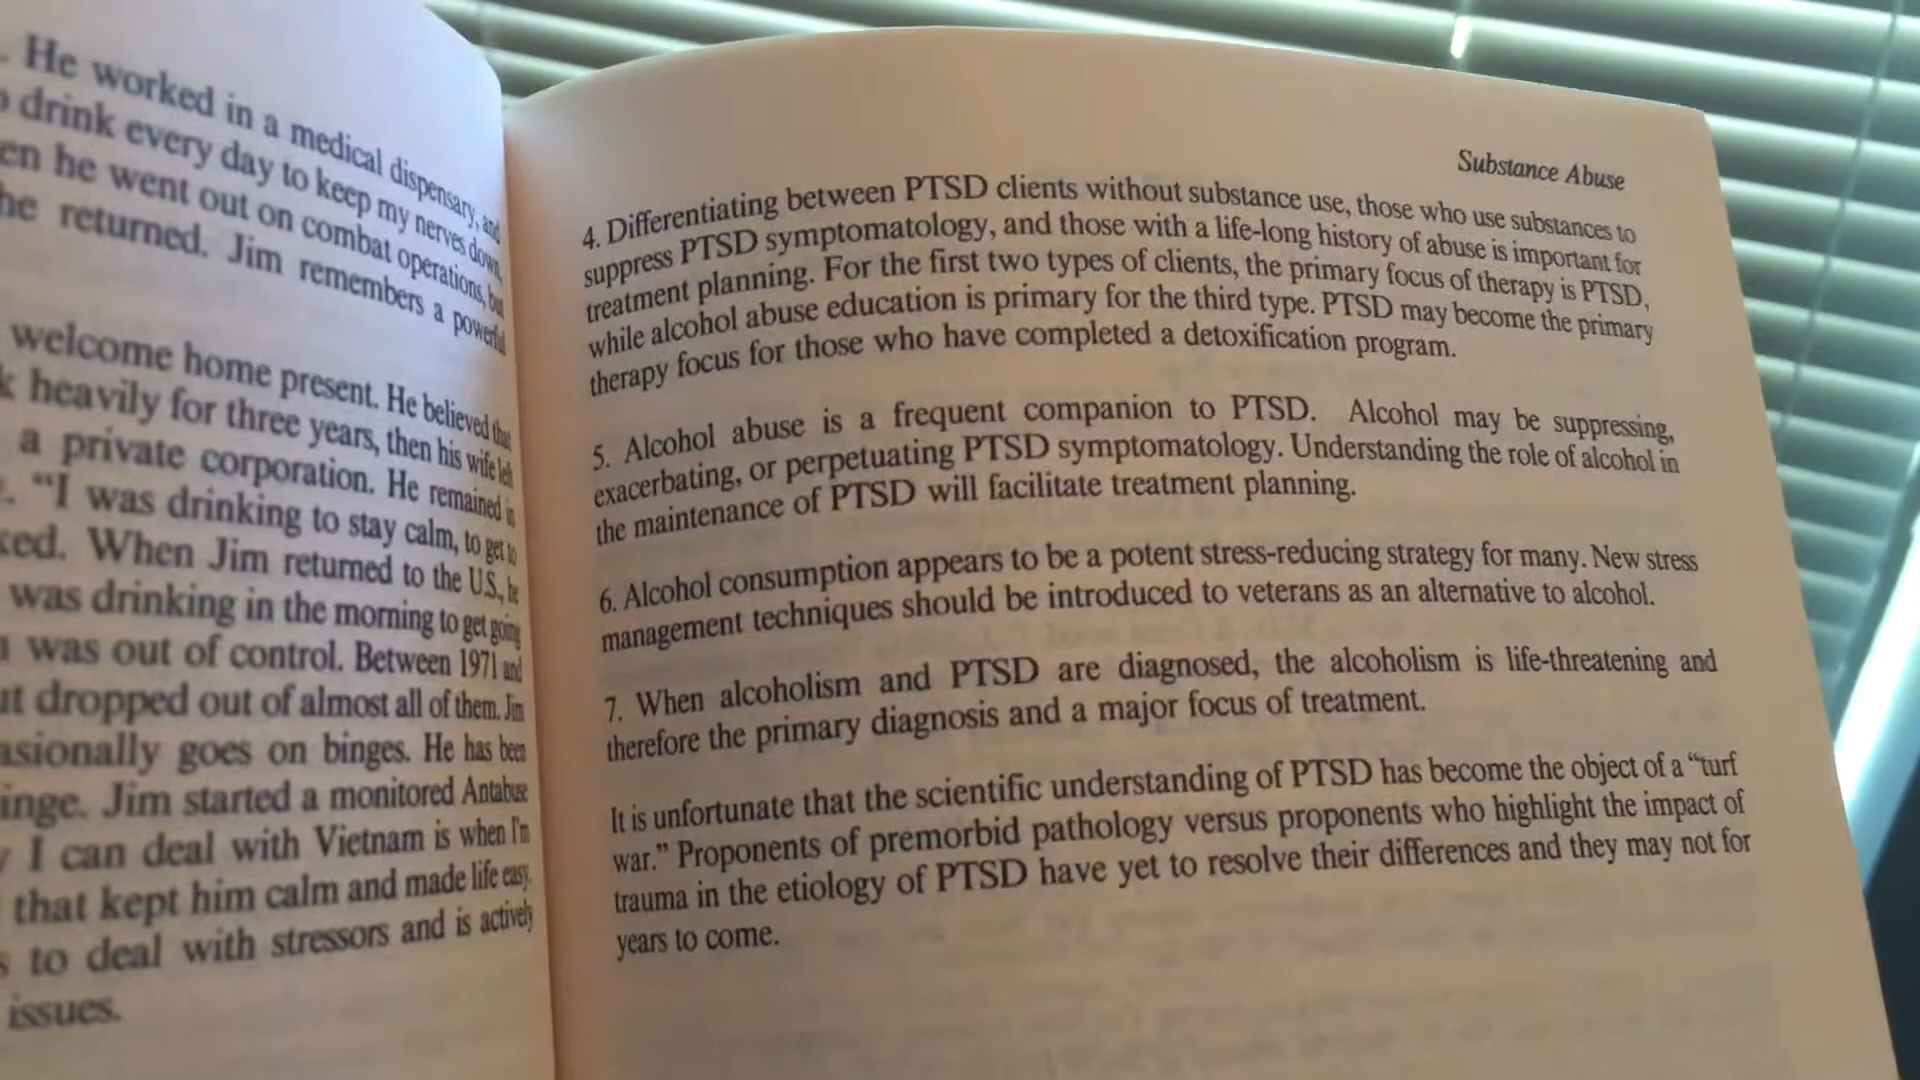 . He worked in a medical dispensary, and
drink every day to keep my nerves down,
en he went out on combat operations, but
he returned. Jim remembers a powerful
welcome home present. He believed that
k heavily for three years, then his wife left
a private corporation. He remained in
. “I was drinking to stay calm, to get to
ked. When Jim returned to the U.S., he
was drinking in the morning to get going
was out of control. Between 1971 and
ut dropped out of almost all of them. Jim
asionally goes on binges. He has been
inge. Jim started a monitored Antabuse
y I can deal with Vietnam is when I'm
that kept him calm and made life easy.
s to deal with stressors and is actively
issues.
Substance Abuse
4. Differentiating between PTSD clients without substance use, those who use substances to
suppress PTSD symptomatology, and those with a life-long history of abuse is important for
treatment planning. For the first two types of clients, the primary focus of therapy is PTSD,
while alcohol abuse education is primary for the third type. PTSD may become the primary
therapy focus for those who have completed a detoxification program.
5. Alcohol abuse is a frequent companion to PTSD. Alcohol may be suppressing,
exacerbating, or perpetuating PTSD symptomatology. Understanding the role of alcohol in
the maintenance of PTSD will facilitate treatment planning.
6. Alcohol consumption appears to be a potent stress-reducing strategy for many. New stress
management techniques should be introduced to veterans as an alternative to alcohol.
7. When alcoholism and PTSD are diagnosed, the alcoholism is life-threatening and
therefore the primary diagnosis and a major focus of treatment.
It is unfortunate that the scientific understanding of PTSD has become the object of a “turf
war.” Proponents of premorbid pathology versus proponents who highlight the impact of
trauma in the etiology of PTSD have yet to resolve their differences and they may not for
years to come.